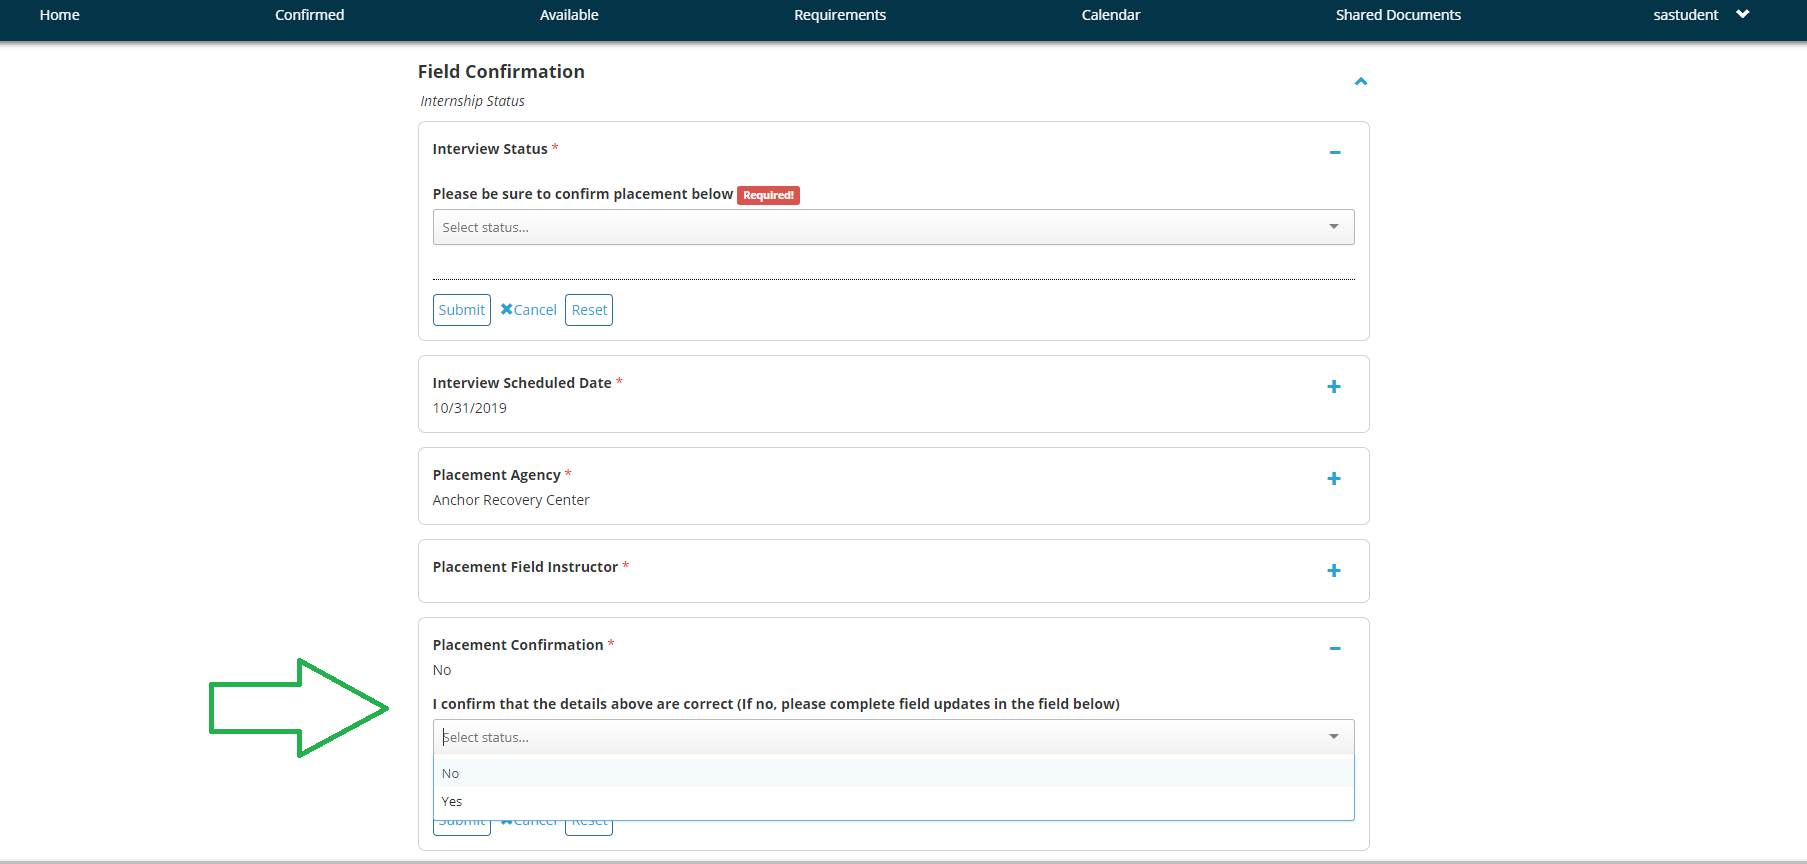 Home Confirmed Available Requirements Calendar Shared Documents sastudent
Field Confirmation
Internship Status
Interview Status *
Please be sure to confirm placement below Required!
Select status...
Submit ✖Cancel Reset
Interview Scheduled Date *
10/31/2019
Placement Agency *
Anchor Recovery Center
Placement Field Instructor *
Placement Confirmation *
No
I confirm that the details above are correct (If no, please complete field updates in the field below)
Select status...
No
Yes
Submit ✖Cancel Reset